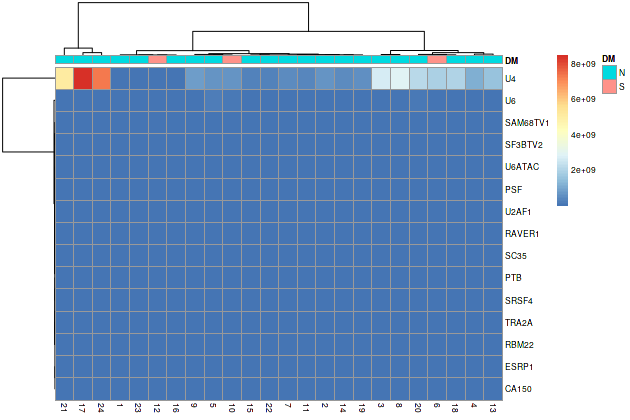 DM
U4
U6
SAM68TV1
SF3BTV2
U6ATAC
PSF
U2AF1
RAVER1
SC35
PTB
SRSF4
TRA2A
RBM22
ESRP1
CA150
21 17 24 1 23 12 16 9 5 10 15 22 7 11 2 14 19 3 8 20 6 18 4 13
8e+09
6e+09
4e+09
2e+09
DM
N
S